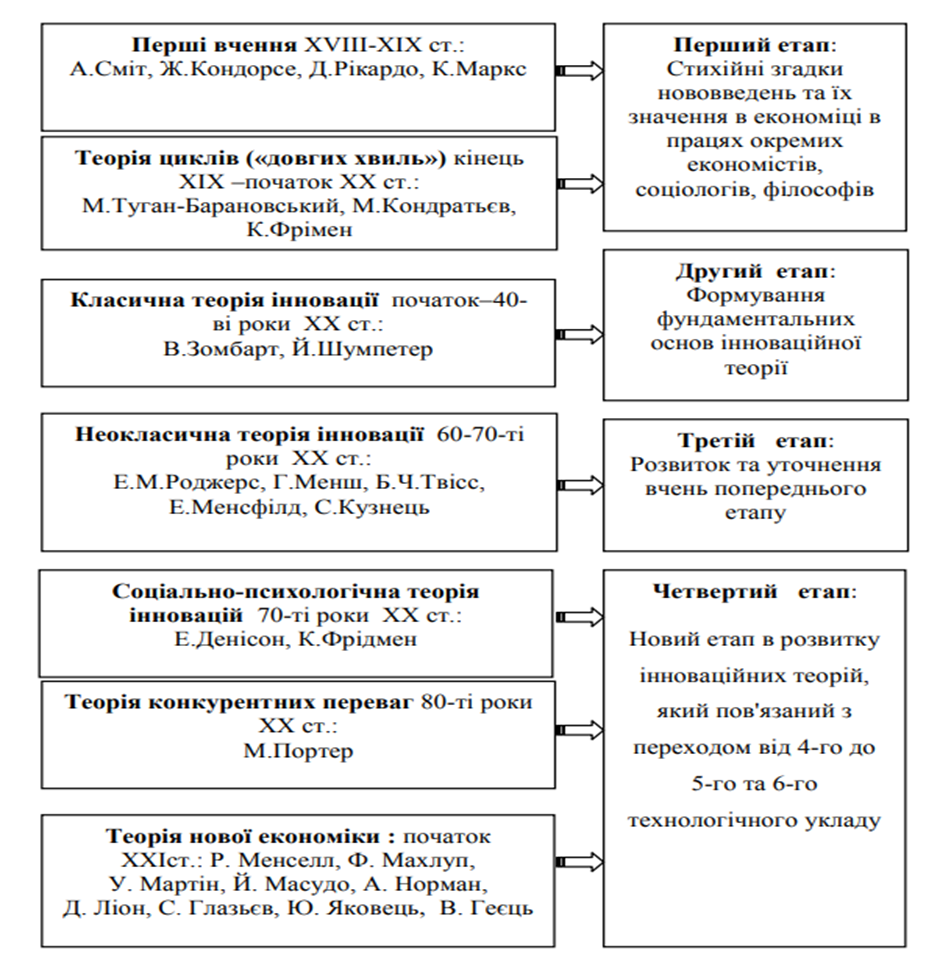 Перші вчення XVIII-XIX ст.:
А.Сміт, Ж.Кондорсе, Д.Рікардо, К.Маркс
Перший етап:
Стихійні згадки
нововведень та їх
значення в економіці в
працях окремих
економістів,
соціологів, філософів
Теорія циклів («довгих хвиль») кінець
XIX –початок XX ст.:
М.Туган-Барановський, М.Кондратьєв,
К.Фрімен
Класична теорія інновації початок–40-
ві роки XX ст.:
В.Зомбарт, Й.Шумпетер
Другий етап:
Формування
фундаментальних
основ інноваційної
теорії
Неокласична теорія інновації 60-70-ті
роки XX ст.:
Е.М.Роджерс, Г.Менш, Б.Ч.Твісс,
Е.Менсфілд, С.Кузнець
Третій етап:
Розвиток та уточнення
вчень попереднього
етапу
Соціально-психологічна теорія
інновацій 70-ті роки XX ст.:
Е.Денісон, К.Фрідмен
Теорія конкурентних переваг 80-ті роки
XX ст.:
М.Портер
Теорія нової економіки : початок
XXIст.: Р. Менселл, Ф. Махлуп,
У. Мартін, Й. Масудо, А. Норман,
Д. Ліон, С. Глазьєв, Ю. Яковець, В. Геєць
Четвертий етап:
Новий етап в розвитку
інноваційних теорій,
який пов'язаний з
переходом від 4-го до
5-го та 6-го
технологічного укладу